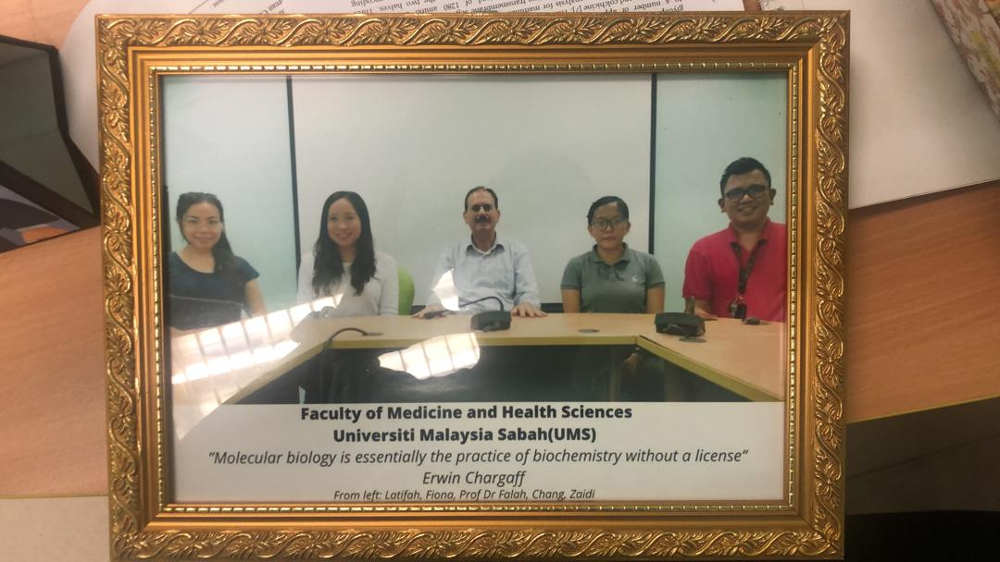 Faculty of Medicine and Health Sciences
Universiti Malaysia Sabah(UMS)
"Molecular biology is essentially the practice of biochemistry without a license"
Erwin Chargaff
From left: Latifah, Fiona, Prof Dr Falah, Chang, Zaidi